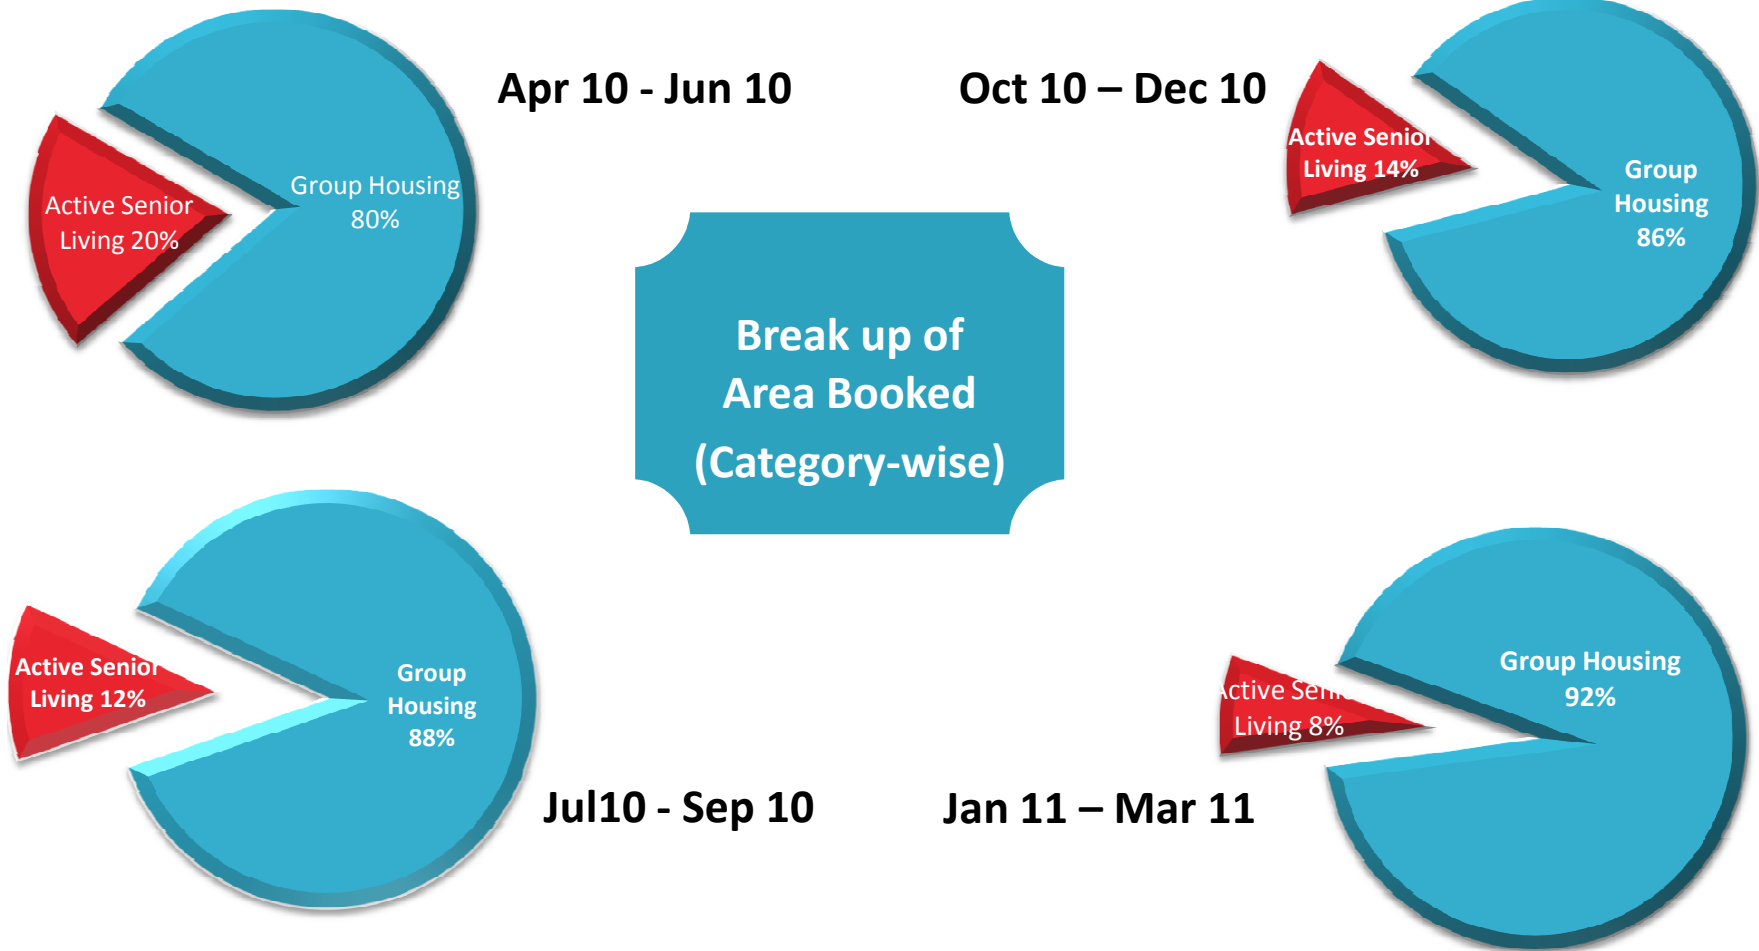 Apr 10 - Jun 10
Active Senior
Living 20%
Group Housing
80%
Oct 10 – Dec 10
Active Senior
Living 14%
Group
Housing
86%
Break up of
Area Booked
(Category-wise)
Active Senior
Living 12%
Group
Housing
88%
Jul10 - Sep 10
Jan 11 – Mar 11
Active Senior
Living 8%
Group Housing
92%